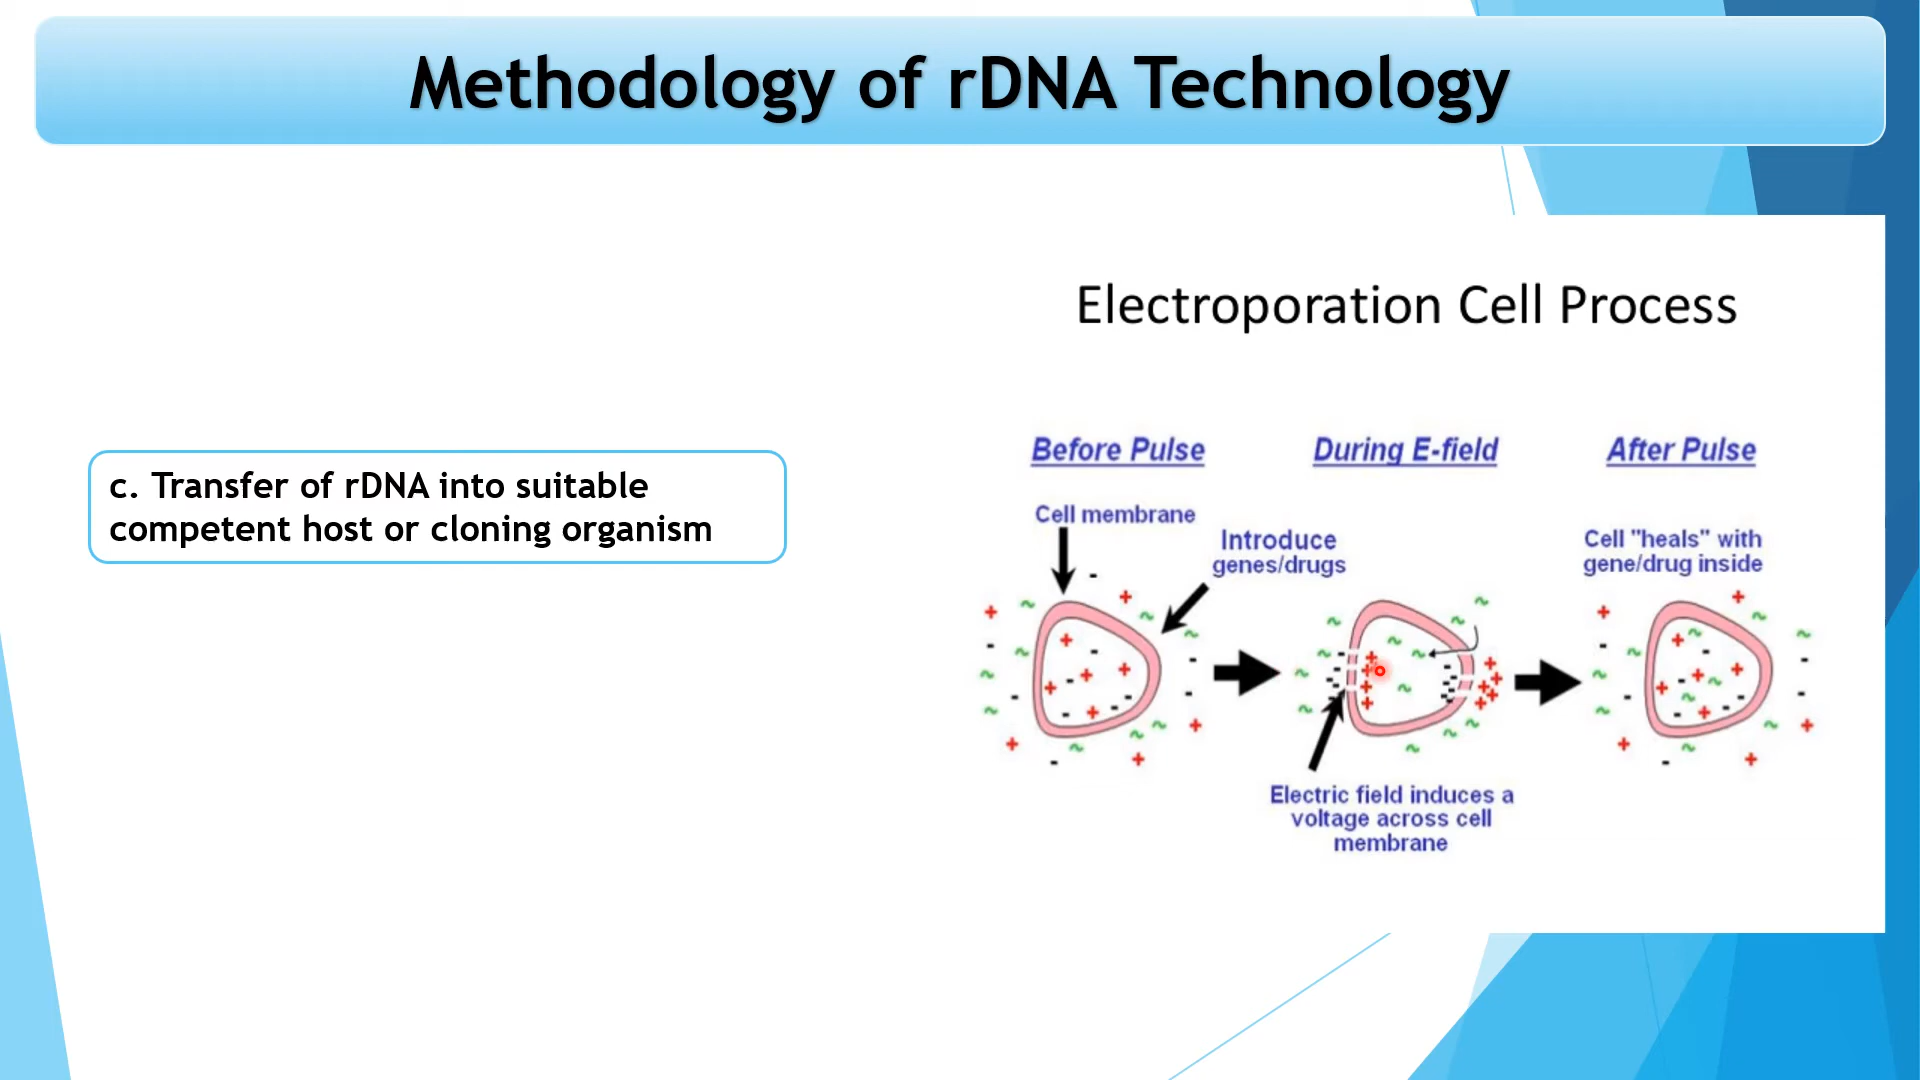 Methodology of rDNA Technology
c. Transfer of rDNA into suitable
competent host or cloning organism
Electroporation Cell Process
Before Pulse
During E-field
After Pulse
Cell membrane
Introduce
genes/drugs
Cell "heals" with
gene/drug inside
Electric field induces a
voltage across cell
membrane